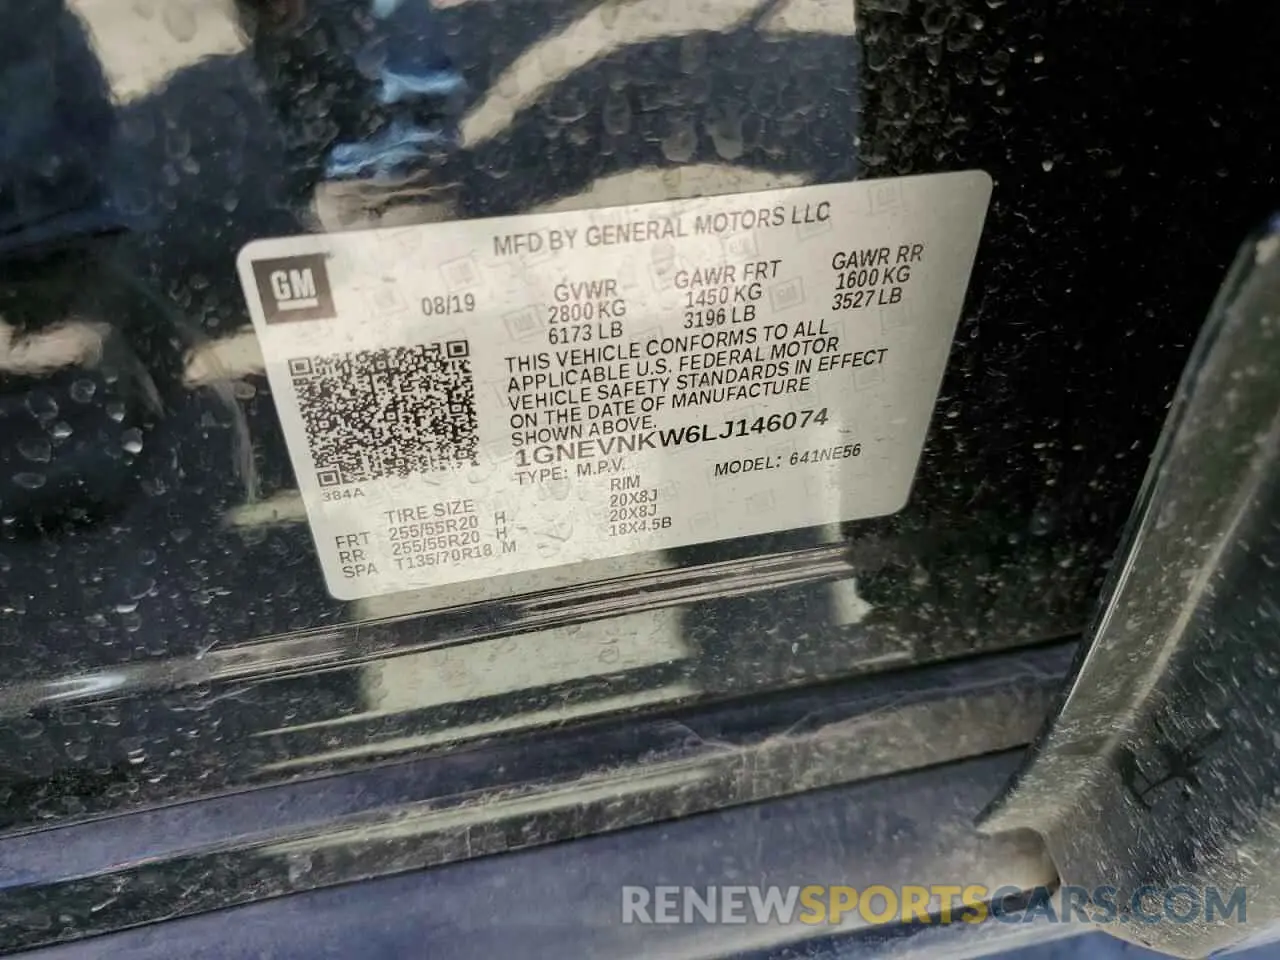 MFD BY GENERAL MOTORS LLC
GM
08/19
GVWR GAWR FRT GAWR RR
2800 KG 1450 KG 1600 KG
6173 LB 3196 LB 3527 LB
THIS VEHICLE CONFORMS TO ALL
APPLICABLE U.S. FEDERAL MOTOR
VEHICLE SAFETY STANDARDS IN EFFECT
ON THE DATE OF MANUFACTURE
SHOWN ABOVE.
1GNEVNKW6LJ146074
TYPE: M.P.V. MODEL: 641NE56
384A
TIRE SIZE RIM
FRT 255/55R20 H 20X8J
RR 255/55R20 H 20X8J
SPA T135/70R18 M 18X4.5B
RENEWSPORTSCARS.COM